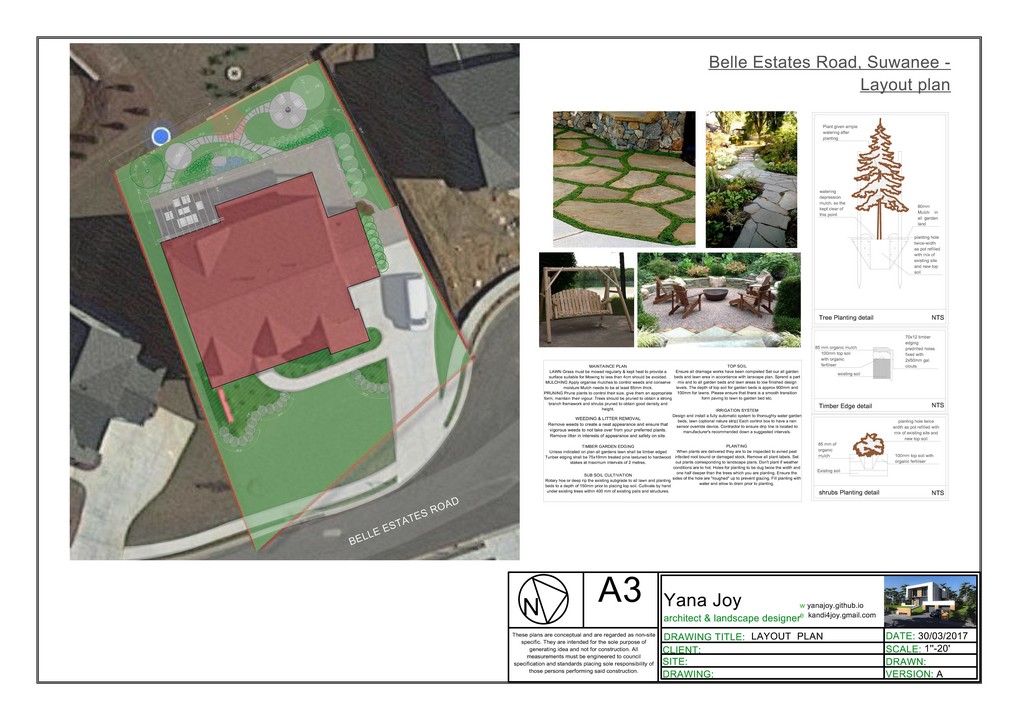 Belle Estates Road, Suwanee -
Layout plan
Plant given ample
watering after
planting
watering
depression
mulch, so the
kept clear of
this point
80mm
Mulch in
all garden
land
planting hole
twice-width
as pot refilled
with mix of
existing site
and new top
soil
Tree Planting detail NTS
85 mm organic mulch
100mm top soil
with organic
fertiliser
existing soil
70x12 timber
edging
predrilled holes
fixed with
2x50mm gal.
clouts
Timber Edge detail NTS
planting hole twice
width as pot refilled with
mix of existing site and
new top soil
85 mm of
organic
mulch
100mm top soil with
organic fertiliser
Existing soil
shrubs Planting detail NTS
MAINTAINCE PLAN
LAWN Grass must be mowed regularly & kept heal to provide a
surface suitable for Mowing to less than 4cm should be avoided.
MULCHING Apply organise mulches to control weeds and conserve
moisture Mulch needs to be at least 85mm thick.
PRUNING Prune plants to control their size, give them an appropriate
form, maintain their vigour. Trees should be pruned to obtain a strong
branch framework and shrubs pruned to obtain good density and
height.
WEEDING & LITTER REMOVAL
Remove weeds to create a neat appearance and ensure that
vigorous weeds to not take over from your preferred plants.
Remove litter in interests of appearance and safety on site.
TIMBER GARDEN EDGING
Unless indicated on plan all gardens lawn shall be timber edged
Timber edging shall be 75x18mm treated pine isstured to hardwood
stakes at maximum intervals of 2 metres.
SUB SOIL CULTIVATION
Rotary hoe or deep rip the existing subgrade to all lawn and planting
beds to a depth of 150mm prior to placing top soil. Cultivate by hand
under existing trees within 400 mm of existing paths and structures.
TOP SOIL
Ensure all drainage works have been completed Set out all garden
beds and lawn area in accordance with lanscape plan. Spread a part
mix and to all garden beds and lawn areas to low finished design
levels. The depth of top soil for garden beds is approx 900mm and
100mm for lawns. Please ensure that there is a smooth transition
form paving to lawn to garden bed etc.
IRRIGATION SYSTEM
Design and install a fully automatic system to thoroughly water garden
beds, lawn (optional nature strip) Each control box to have a rain
sensor override device. Contractor to ensure drip line is located to
manufacturer's recommended down a suggested intervals.
PLANTING
When plants are delivered they are to be inspected to avoied peat
infected root bound or damaged stock. Remove all plant labels, Set
out plants corresponding to landscape plans. Don't plant if weather
conditions are to hot. Holes for planting to be dug twice the width and
one half deeper than the trees which you are planting. Ensure the
sides of the hole are "roughed" up to prevent glazing. Fill planting with
water and allow to drain prior to planting.
BELLE ESTATES ROAD
N
A3
Yana Joy
architect & landscape designer
w yanajoy.github.io
e kandi4joy.gmail.com
These plans are conceptual and are regarded as non-site
specific. They are intended for the sole purpose of
generating idea and not for construction. All
measurements must be engineered to council
specification and standards placing sole responsibility of
those persons performing said construction.
DRAWING TITLE: LAYOUT PLAN
CLIENT:
SITE:
DRAWING:
DATE: 30/03/2017
SCALE: 1"-20'
DRAWN:
VERSION: A